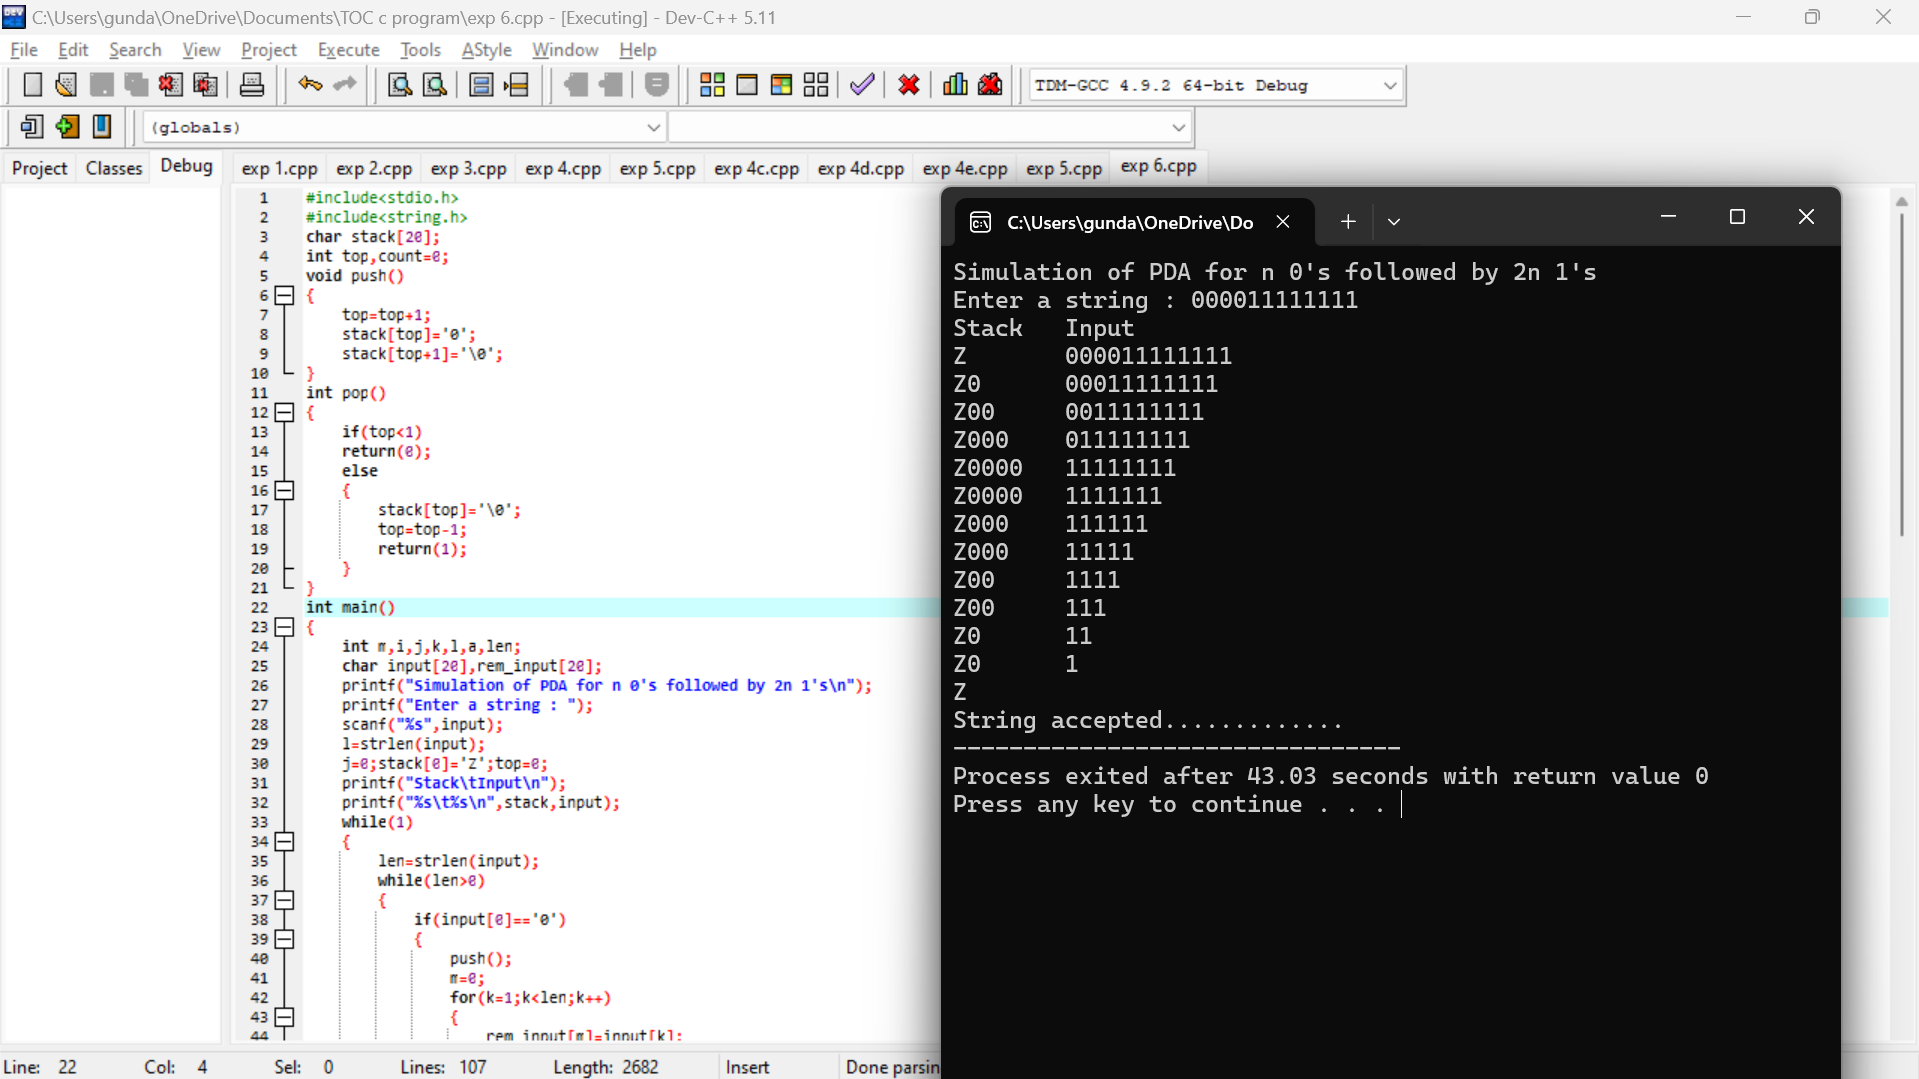 C:\Users\gunda\OneDrive\Documents\TOC c program\exp 6.cpp - [Executing] - Dev-C++ 5.11
File Edit Search View Project Execute Tools AStyle Window Help
TDM-GCC 4.9.2 64-bit Debug
(globals)
Project Classes Debug
exp 1.cpp exp 2.cpp exp 3.cpp exp 4.cpp exp 5.cpp exp 4c.cpp exp 4d.cpp exp 4e.cpp exp 5.cpp exp 6.cpp
1 #include<stdio.h>
2 #include<string.h>
3 char stack[20];
4 int top,count=0;
5 void push()
6 {
7 top=top+1;
8 stack[top]='0';
9 stack[top+1]='\0';
10 }
11 int pop()
12 {
13 if(top<1)
14 return(0);
15 else
16 {
17 stack[top]='\0';
18 top=top-1;
19 return(1);
20 }
21 }
22 int main()
23 {
24 int m,i,j,k,l,a,len;
25 char input[20],rem_input[20];
26 printf("Simulation of PDA for n 0's followed by 2n 1's\n");
27 printf("Enter a string : ");
28 scanf("%s",input);
29 l=strlen(input);
30 j=0;stack[0]='Z';top=0;
31 printf("Stack\tInput\n");
32 printf("%s\t%s\n",stack,input);
33 while(1)
34 {
35 len=strlen(input);
36 while(len>0)
37 {
38 if(input[0]=='0')
39 {
40 push();
41 m=0;
42 for(k=1;k<len;k++)
43 {
44 rem_input[m]=input[k];
C:\Users\gunda\OneDrive\Do
Simulation of PDA for n 0's followed by 2n 1's
Enter a string : 000011111111
Stack Input
Z 000011111111
Z0 00011111111
Z00 0011111111
Z000 011111111
Z0000 11111111
Z0000 1111111
Z000 111111
Z000 11111
Z00 1111
Z00 111
Z0 11
Z0 1
Z
String accepted.............
--------------------------------
Process exited after 43.03 seconds with return value 0
Press any key to continue . . .
Line: 22 Col: 4 Sel: 0 Lines: 107 Length: 2682 Insert Done parsin